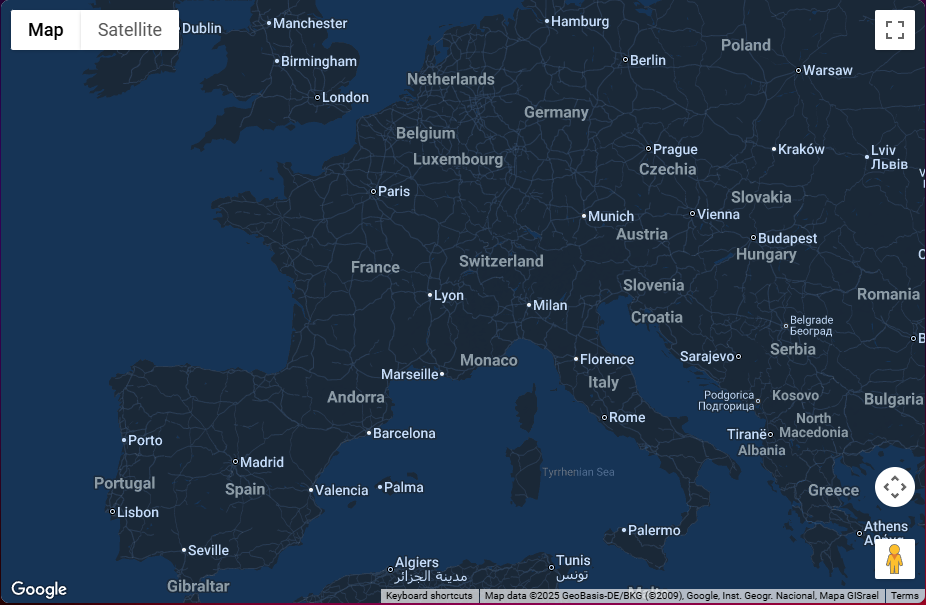 Map
Satellite
Dublin
Manchester
Hamburg
Birmingham
Poland
Berlin
Warsaw
Netherlands
London
Germany
Belgium
Luxembourg
Prague
Kraków
Lviv
Львів
Czechia
Paris
Slovakia
Munich
Vienna
Austria
Budapest
Hungary
France
Switzerland
Slovenia
Lyon
Milan
Romania
Croatia
Belgrade
Београд
Serbia
Sarajevo
Monaco
Florence
Marseille
Italy
Andorra
Podgorica
Подгорица
Kosovo
Bulgaria
Rome
North
Macedonia
Tiranë
Albania
Barcelona
Porto
Madrid
Tyrrhenian Sea
Portugal
Spain
Valencia
Palma
Greece
Lisbon
Palermo
Athens
Seville
Algiers
مدينة الجزائر
Tunis
تونس
Gibraltar
Google
Keyboard shortcuts
Map data ©2025 GeoBasis-DE/BKG (©2009), Google, Inst. Geogr. Nacional, Mapa GISrael
Terms